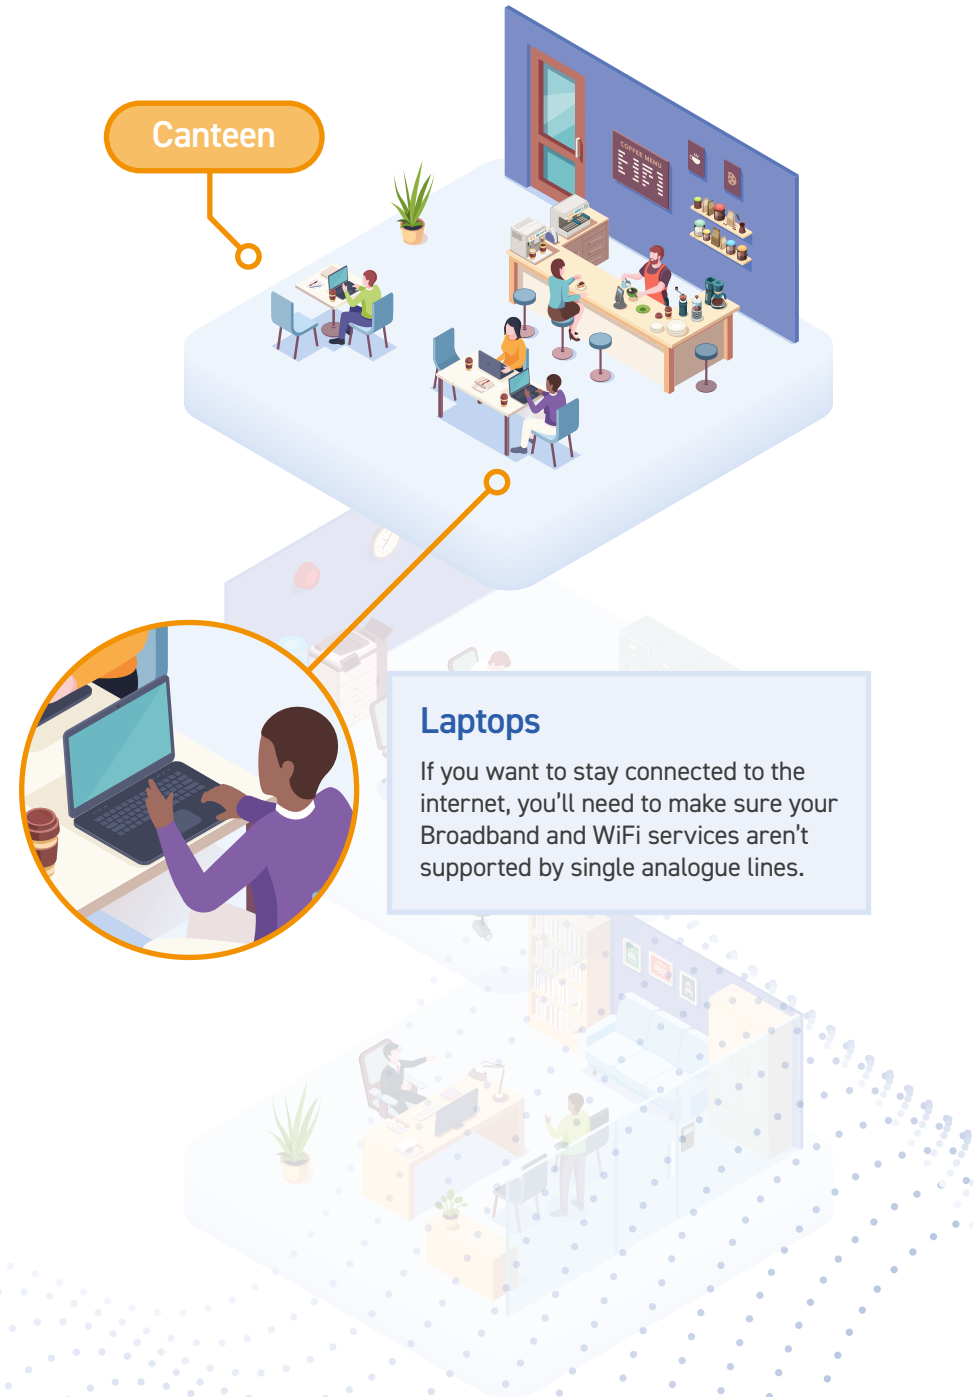 Canteen
COFFEE MENU
Laptops
If you want to stay connected to the
internet, you’ll need to make sure your
Broadband and WiFi services aren’t
supported by single analogue lines.